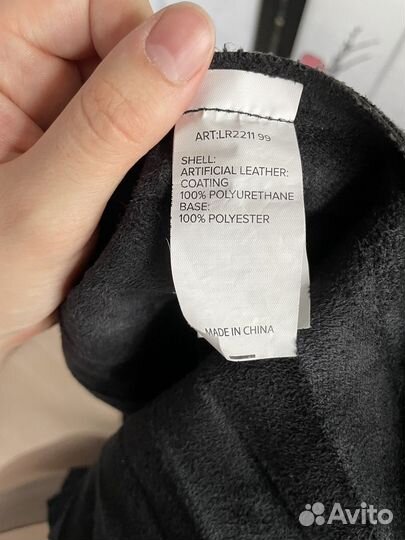 ART:LR2211 99
SHELL:
ARTIFICIAL LEATHER:
COATING
100% POLYURETHANE
BASE:
100% POLYESTER
MADE IN CHINA
Avito